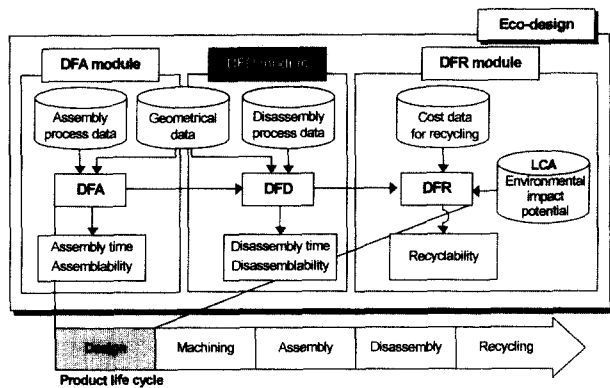 Eco-design
DFA module
DFD module
DFR module
Assembly
process data
Geometrical
data
Disassembly
process data
Cost data
for recycling
LCA
Environmental
impact
potential
DFA
DFD
DFR
Assembly time
Assemblability
Disassembly time
Disassemblability
Recyclability
Design
Machining
Assembly
Disassembly
Recycling
Product life cycle